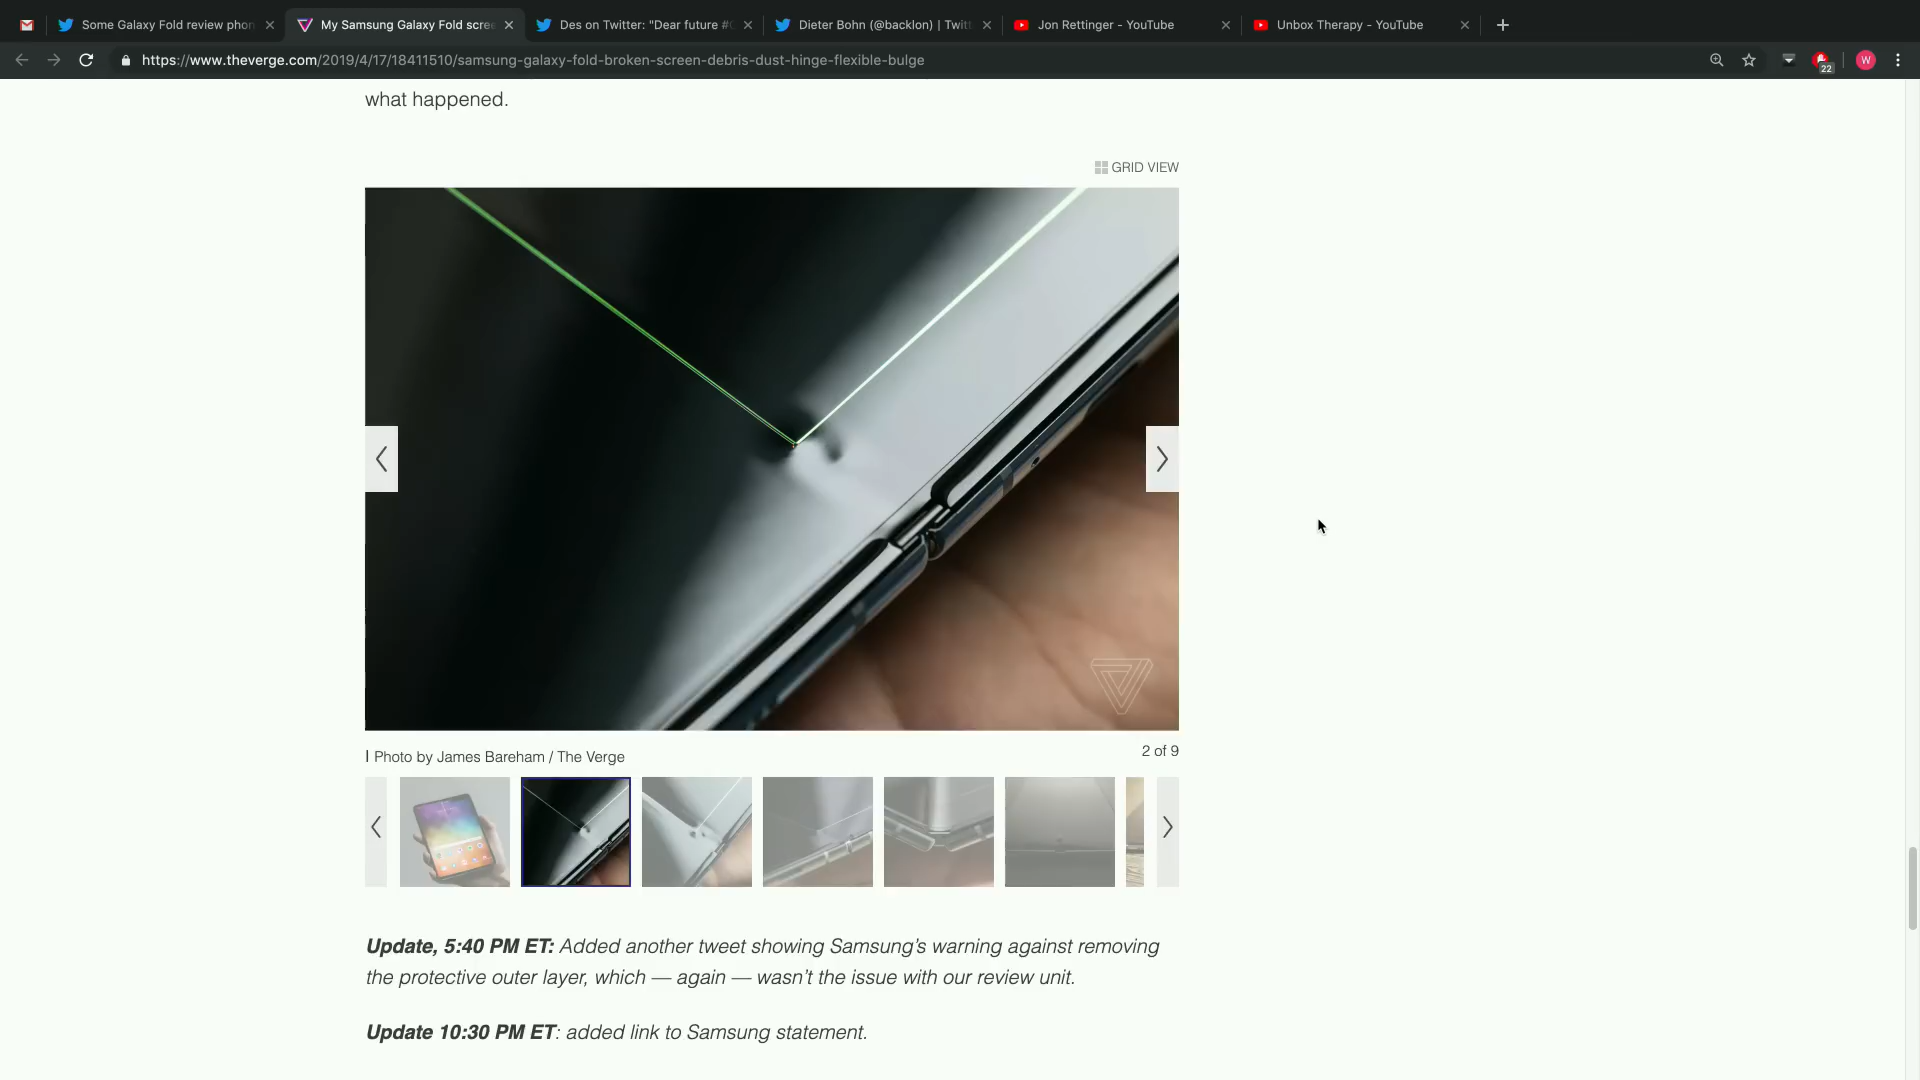 Some Galaxy Fold review phon
My Samsung Galaxy Fold scree
Des on Twitter: "Dear future #G
Dieter Bohn (@backlon) | Twitt
Jon Rettinger - YouTube
Unbox Therapy - YouTube
https://www.theverge.com/2019/4/17/18411510/samsung-galaxy-fold-broken-screen-debris-dust-hinge-flexible-bulge
22
W
what happened.
GRID VIEW
| Photo by James Bareham / The Verge
2 of 9
Update, 5:40 PM ET: Added another tweet showing Samsung’s warning against removing
the protective outer layer, which — again — wasn’t the issue with our review unit.
Update 10:30 PM ET: added link to Samsung statement.